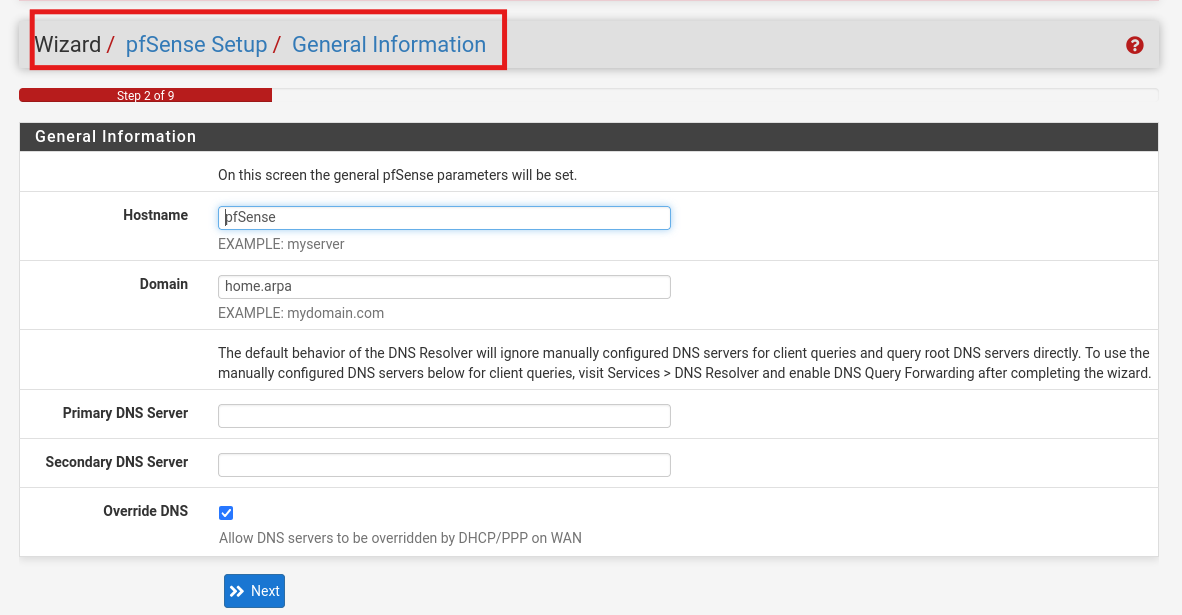 Wizard / pfSense Setup / General Information
Step 2 of 9
General Information
On this screen the general pfSense parameters will be set.
Hostname
pfSense
EXAMPLE: myserver
Domain
home.arpa
EXAMPLE: mydomain.com
The default behavior of the DNS Resolver will ignore manually configured DNS servers for client queries and query root DNS servers directly. To use the
manually configured DNS servers below for client queries, visit Services > DNS Resolver and enable DNS Query Forwarding after completing the wizard.
Primary DNS Server
Secondary DNS Server
Override DNS
Allow DNS servers to be overridden by DHCP/PPP on WAN
Next